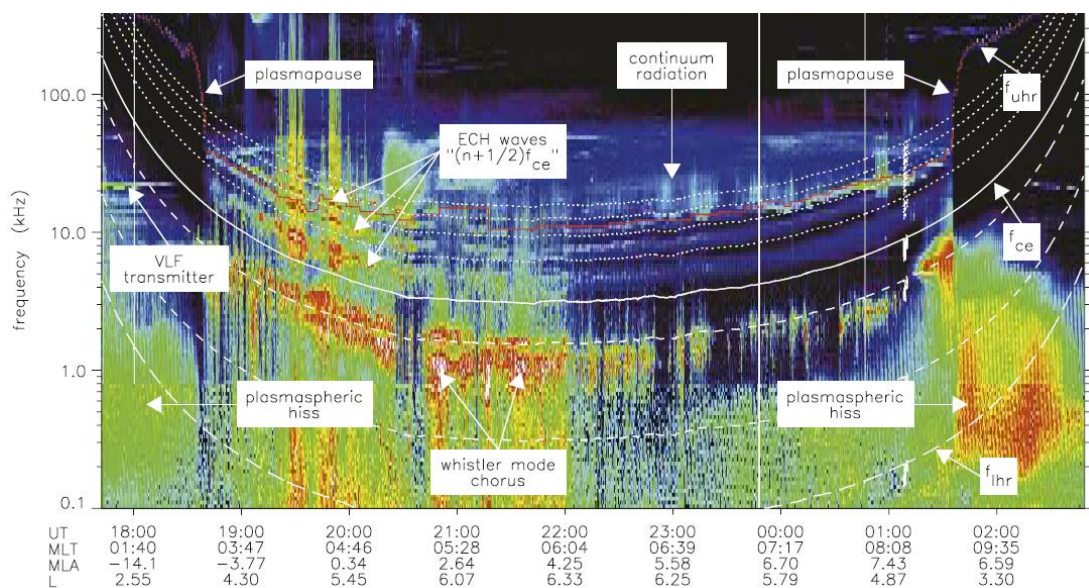 plasmapause
continuum
radiation
plasmapause
f_uhr
100.0
ECH waves
"(n+1/2)f_ce"
frequency (kHz)
10.0
VLF
transmitter
f_ce
1.0
plasmaspheric
hiss
plasmaspheric
hiss
whistler mode
chorus
f_lhr
0.1
UT 18:00 19:00 20:00 21:00 22:00 23:00 00:00 01:00 02:00
MLT 01:40 03:47 04:46 05:28 06:04 06:39 07:17 08:08 09:35
MLA −14.1 −3.77 0.34 2.64 4.25 5.58 6.70 7.43 6.59
L 2.55 4.30 5.45 6.07 6.33 6.25 5.79 4.87 3.30